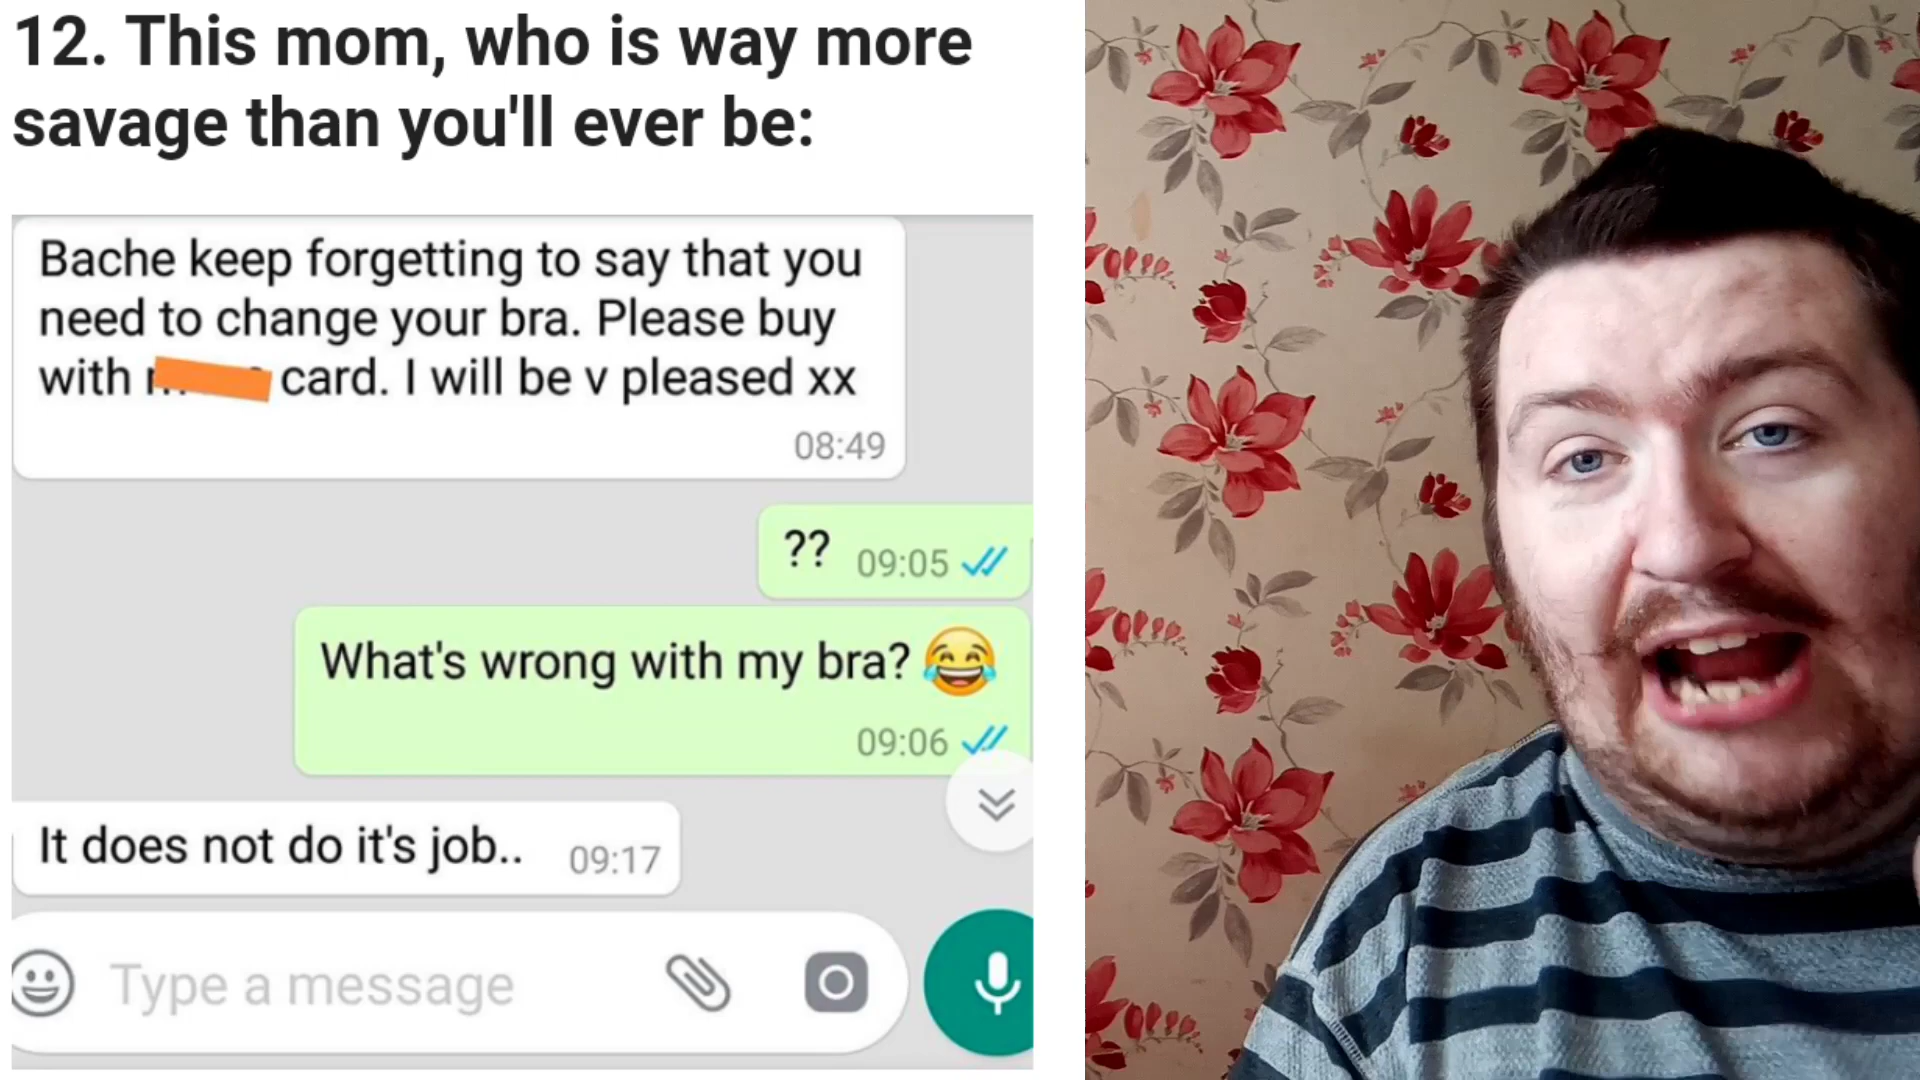 12. This mom, who is way more
savage than you'll ever be:
Bache keep forgetting to say that you
need to change your bra. Please buy
with card. I will be v pleased xx
08:49
?? 09:05
What's wrong with my bra? 😂
09:06
It does not do it's job.. 09:17
Type a message